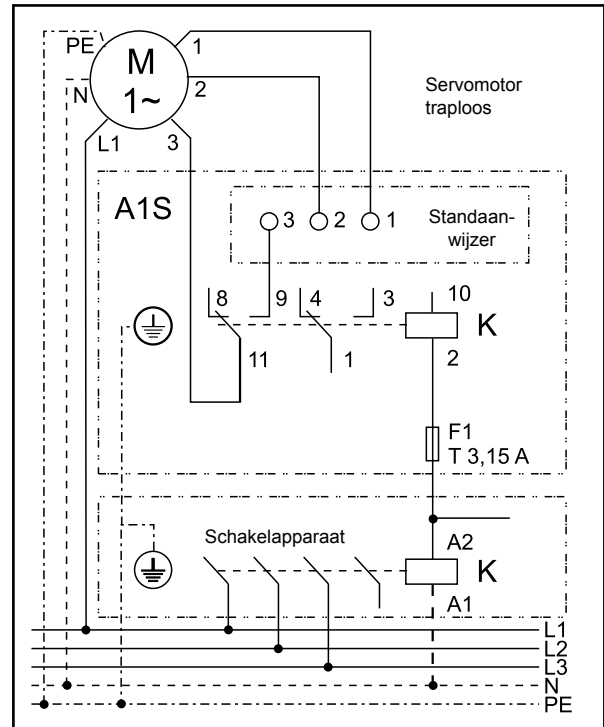 PE
1
M
1~
N
2
L1
3
Servomotor
traploos
A1S
3
2
1
Standaan-
wijzer
8
9
4
3
10
K
11
1
2
F1
T 3,15 A
Schakelapparaat
A2
K
A1
L1
L2
L3
N
PE